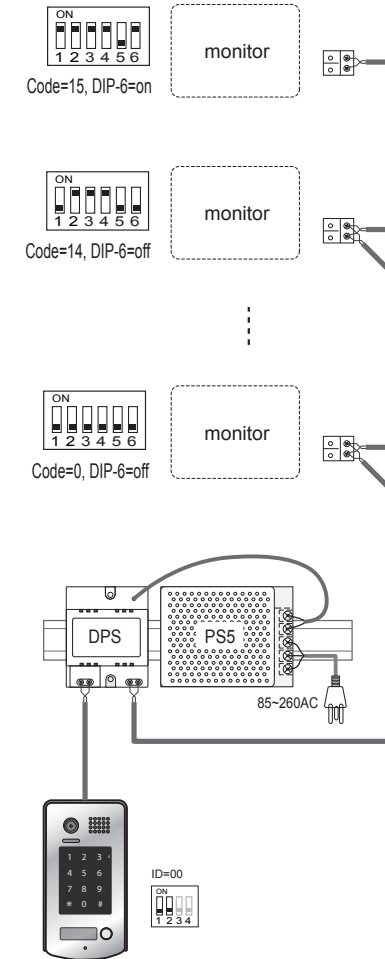 ON
1 2 3 4 5 6
monitor
Code=15, DIP-6=on
ON
1 2 3 4 5 6
monitor
Code=14, DIP-6=off
ON
1 2 3 4 5 6
monitor
Code=0, DIP-6=off
DPS
PS5
85~260AC
1 2 3
4 5 6
7 8 9
* 0 #
ID=00
ON
1 2 3 4